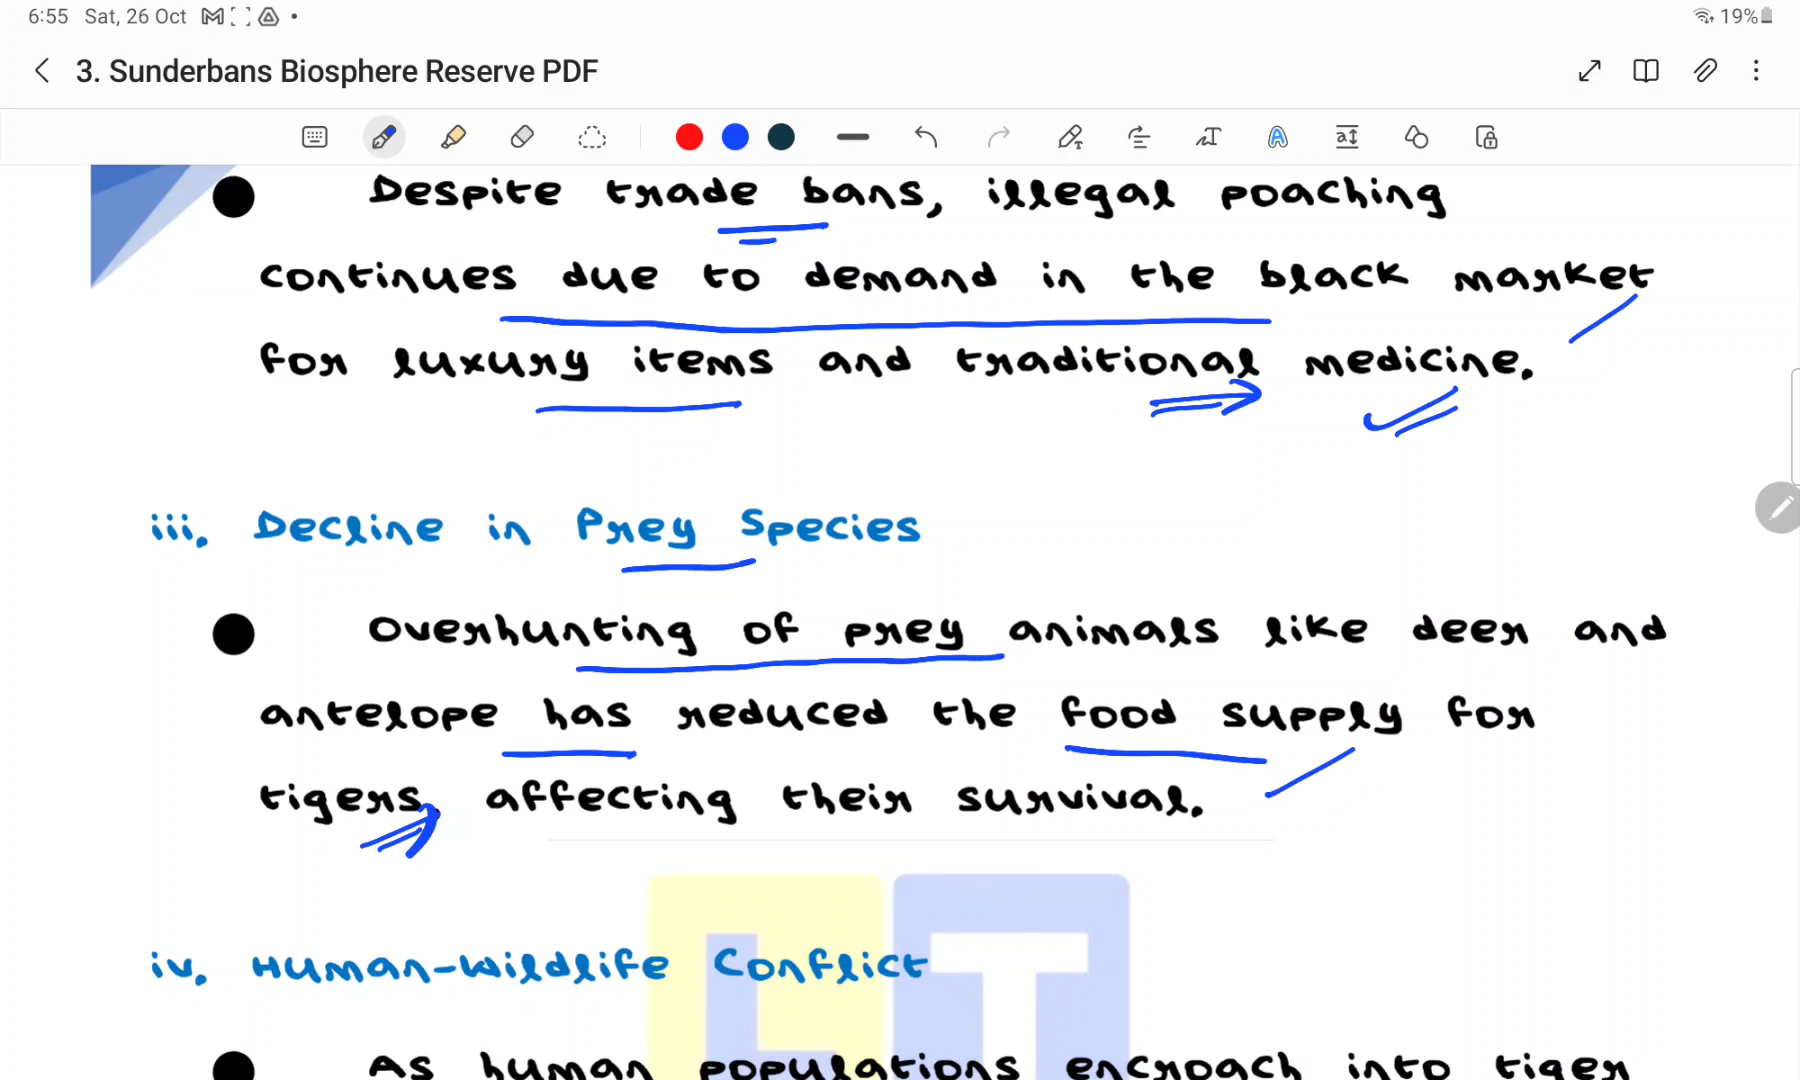 6:55 Sat, 26 Oct
19%
3. Sunderbans Biosphere Reserve PDF
Despite trade bans, illegal poaching
continues due to demand in the black market
for luxury items and traditional medicine.
iii. Decline in Prey Species
Overhunting of prey animals like deer and
antelope has reduced the food supply for
tigers, affecting their survival.
iv. Human-Wildlife Conflict
LT
As human populations encroach into tiger